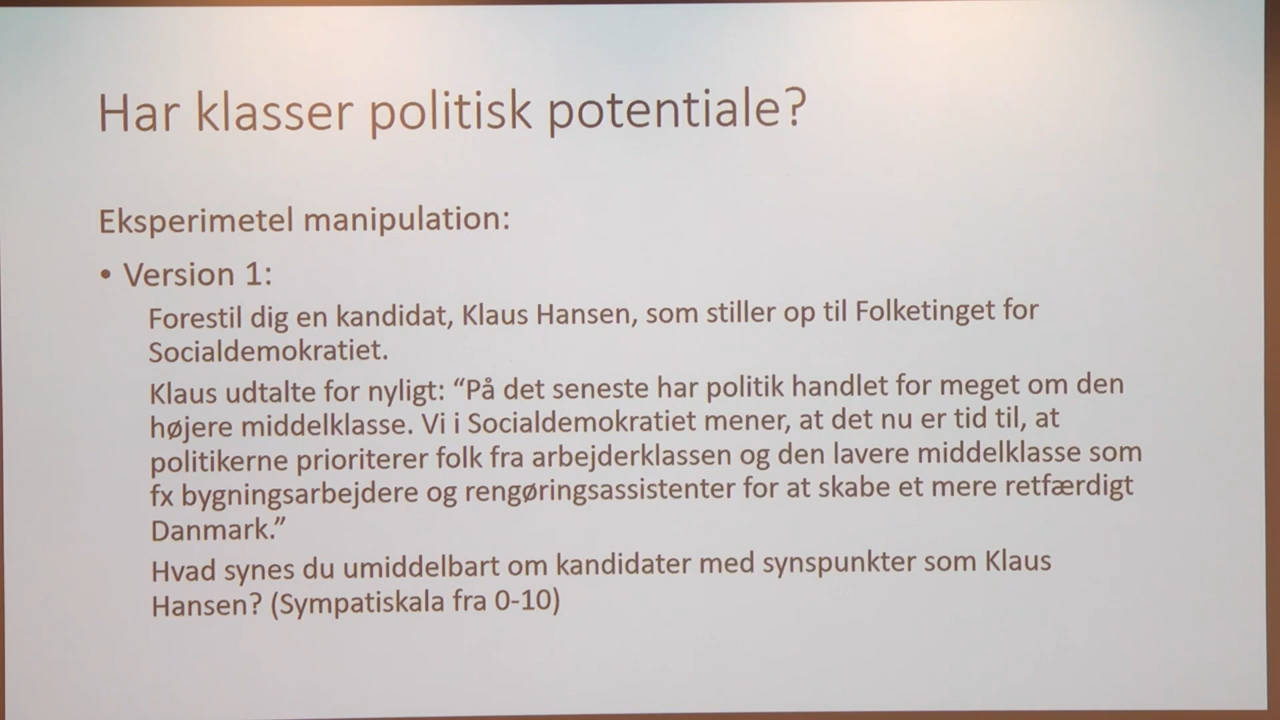 Har klasser politisk potentiale?
Eksperimetel manipulation:
• Version 1:
Forestil dig en kandidat, Klaus Hansen, som stiller op til Folketinget for
Socialdemokratiet.
Klaus udtalte for nyligt: “På det seneste har politik handlet for meget om den
højere middelklasse. Vi i Socialdemokratiet mener, at det nu er tid til, at
politikerne prioriterer folk fra arbejderklassen og den lavere middelklasse som
fx bygningsarbejdere og rengøringsassistenter for at skabe et mere retfærdigt
Danmark.”
Hvad synes du umiddelbart om kandidater med synspunkter som Klaus
Hansen? (Sympatiskala fra 0-10)